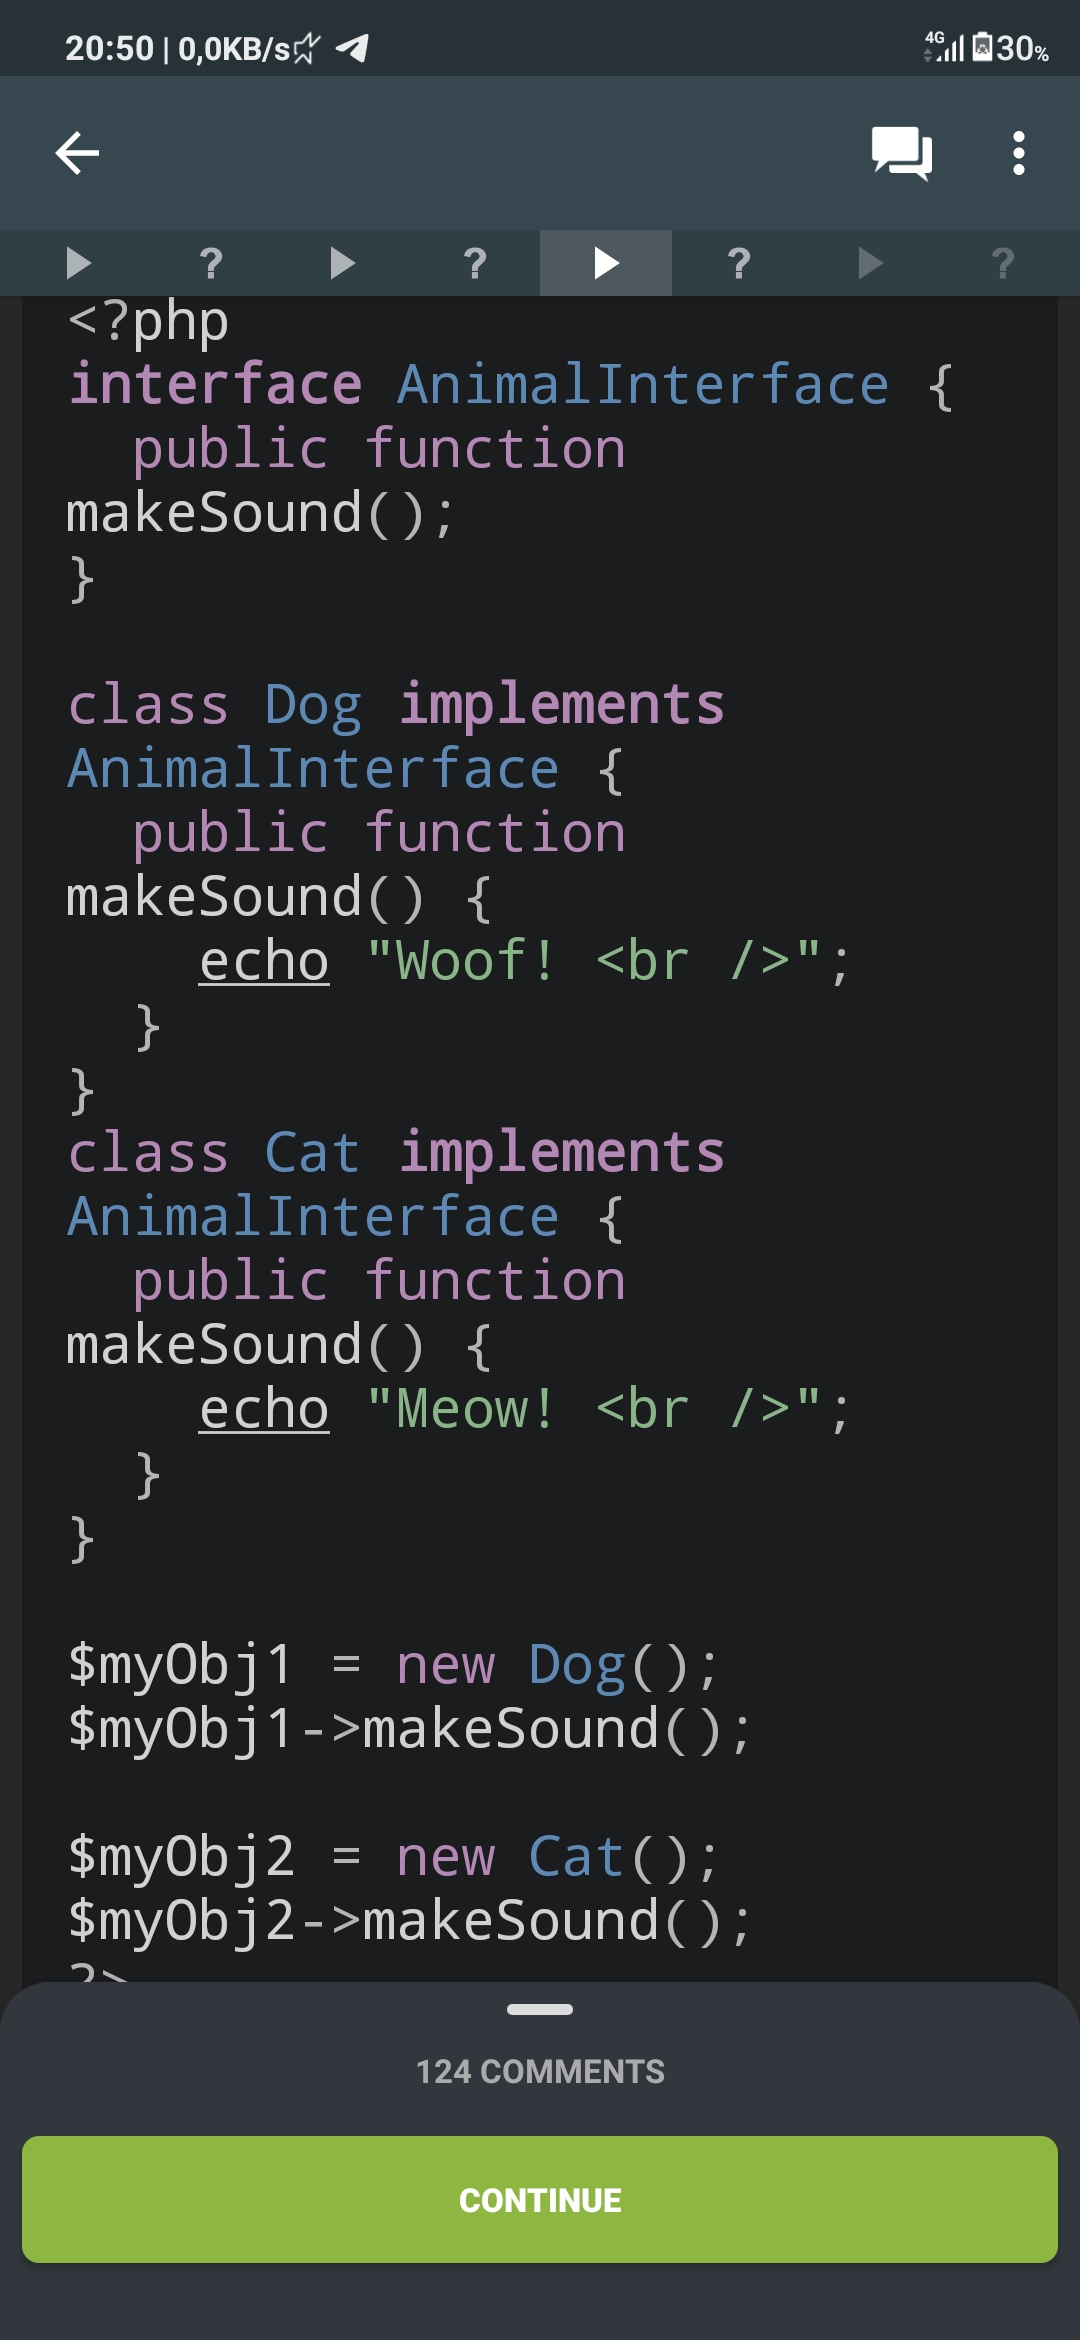 20:50 | 0,0KB/s 4G 30%
? ? ? ?
<?php
interface AnimalInterface {
  public function
makeSound();
}
class Dog implements
AnimalInterface {
  public function
makeSound() {
    echo "Woof! <br />";
  }
}
class Cat implements
AnimalInterface {
  public function
makeSound() {
    echo "Meow! <br />";
  }
}
$myObj1 = new Dog();
$myObj1->makeSound();
$myObj2 = new Cat();
$myObj2->makeSound();
?>
124 COMMENTS
CONTINUE